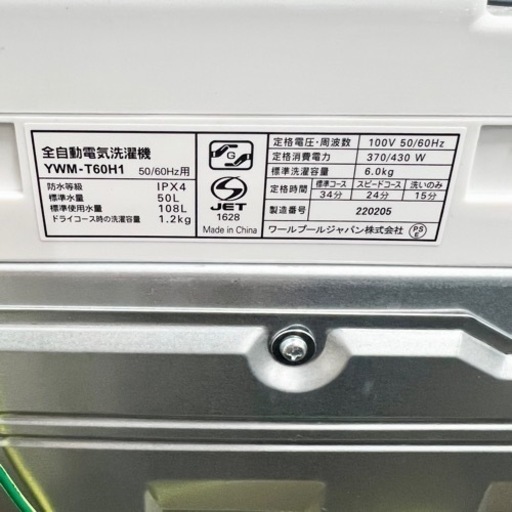 全自動電気洗濯機
YWM-T60H1 50/60Hz用
防水等級 IPX4
標準水量 50L
標準使用水量 108L
ドライコース時の洗濯容量 1.2kg
G
JET
1628
Made in China
定格電圧・周波数 100V 50/60Hz
定格消費電力 370/430 W
標準洗濯容量 6.0kg
定格時間 標準コース スピードコース 洗いのみ
34分 24分 15分
製造番号 220205
ワールプールジャパン株式会社 PS E